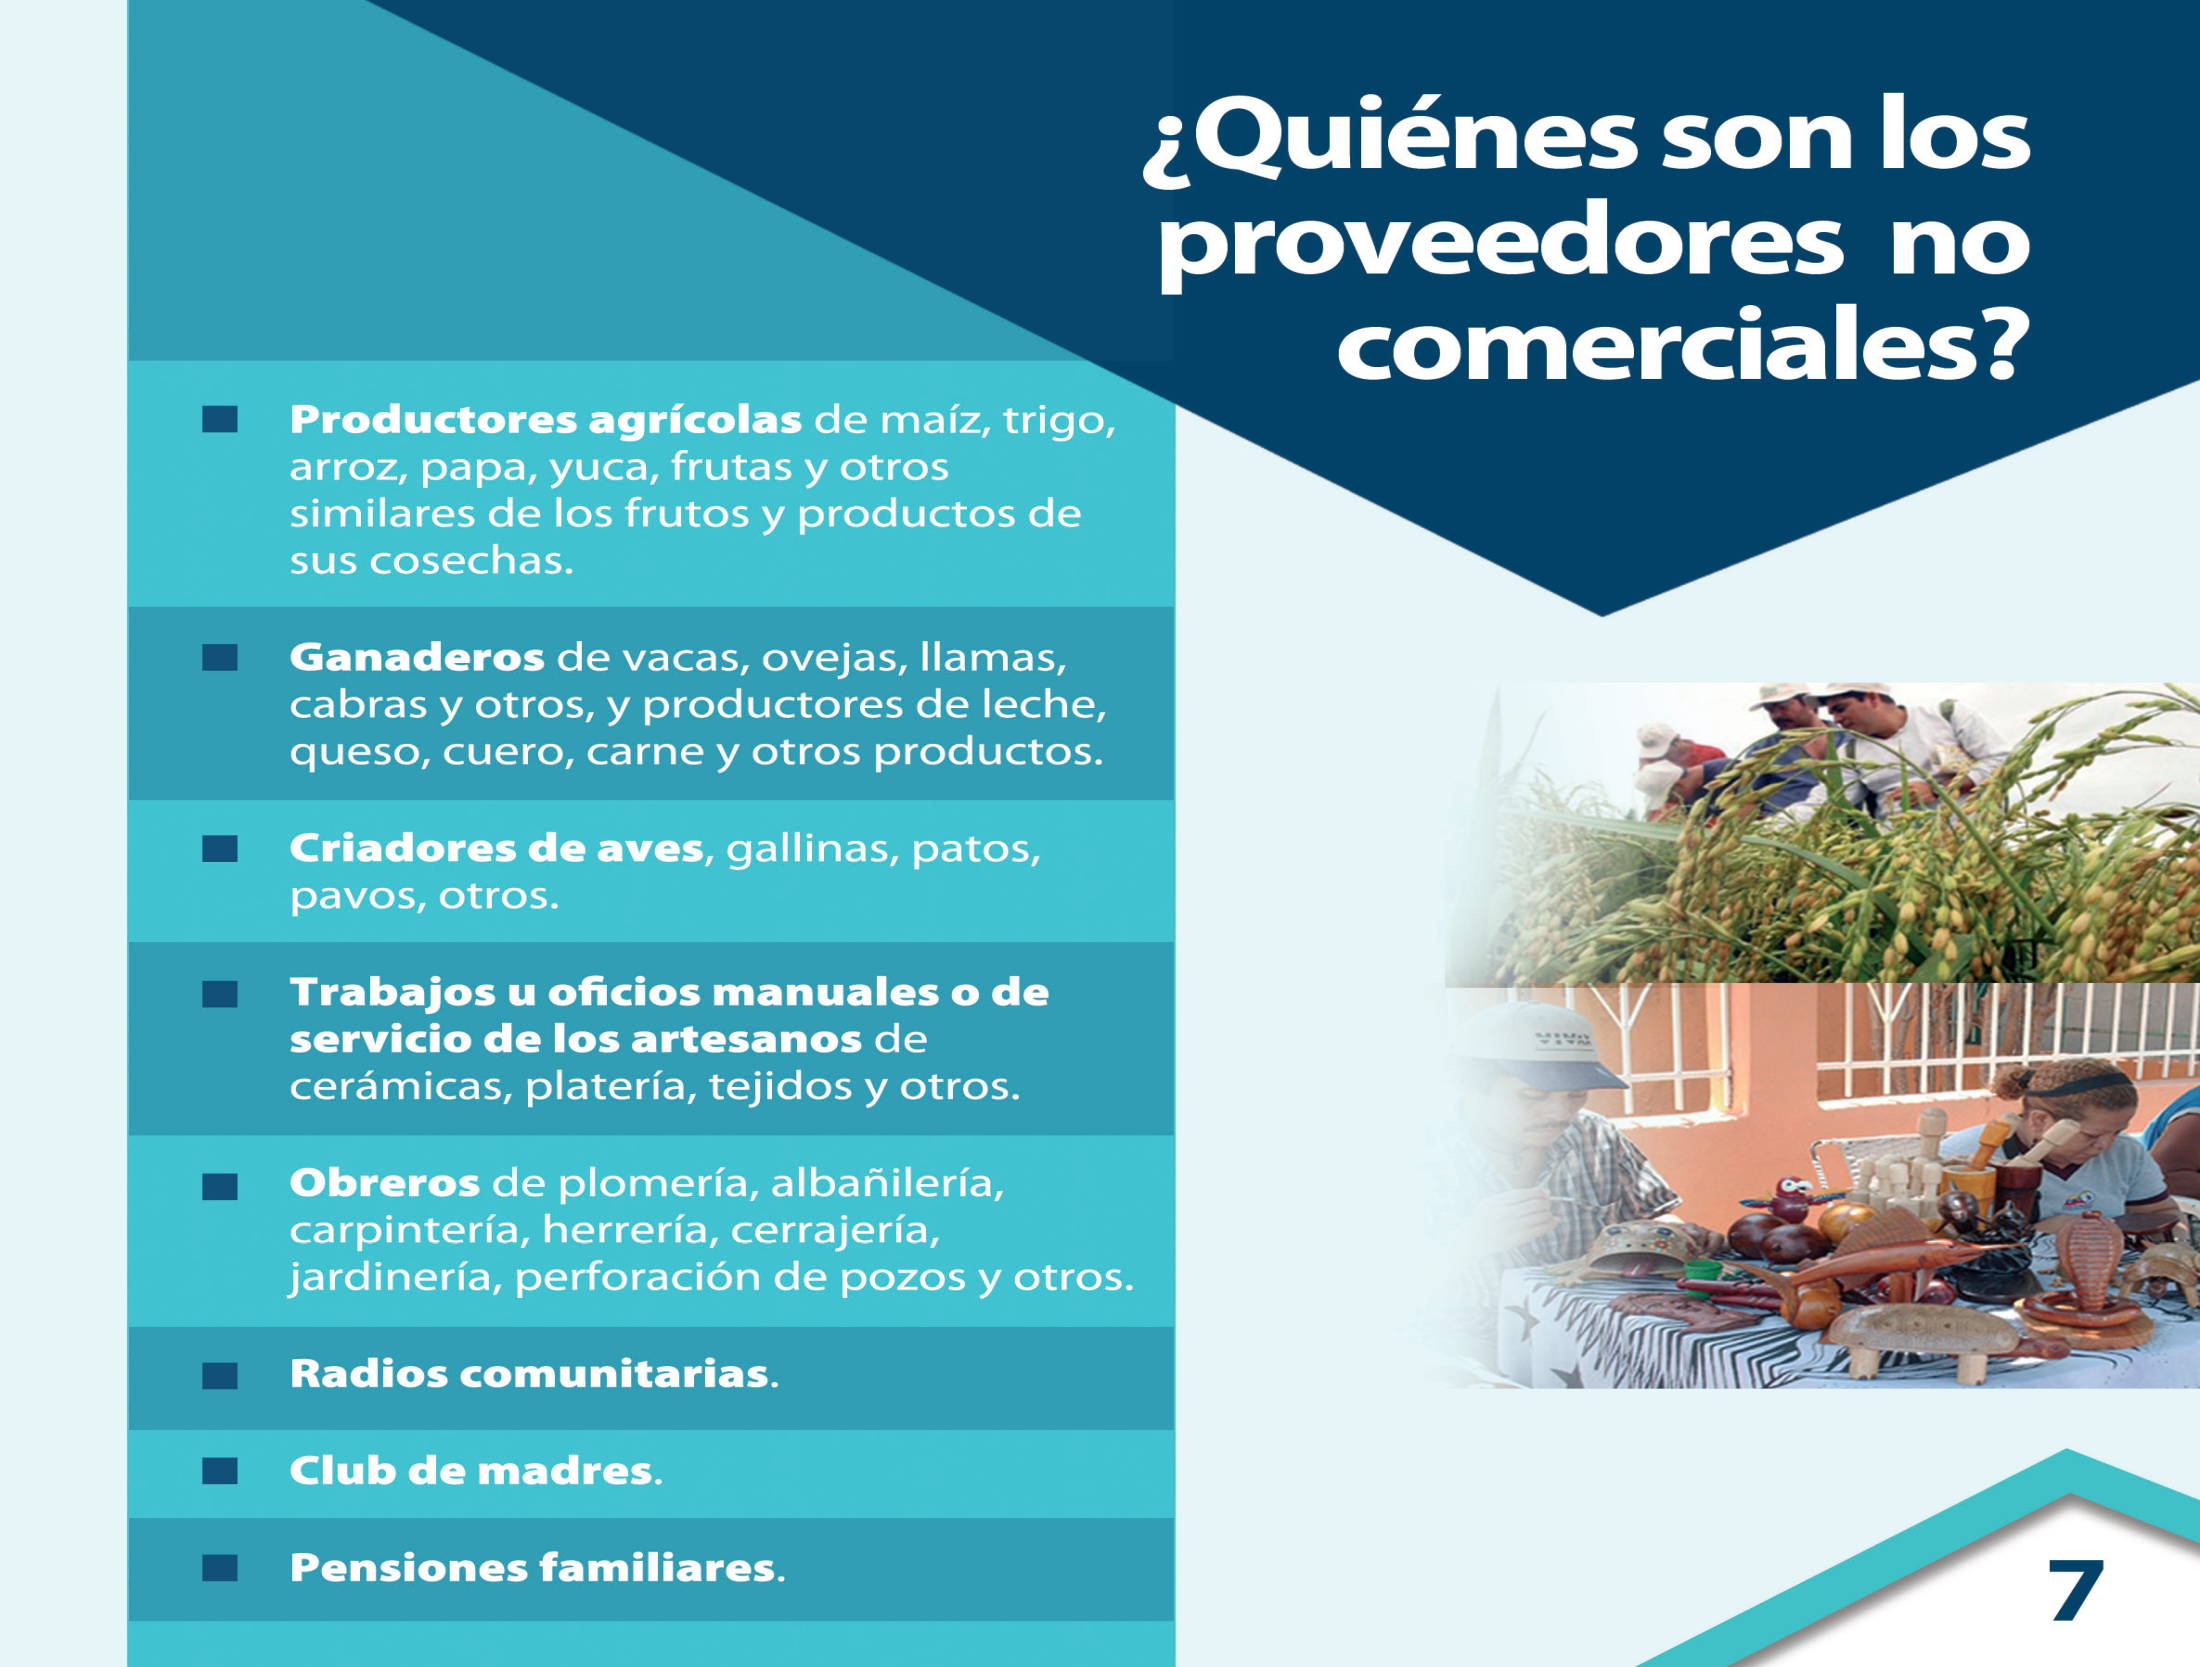 ¿Quiénes son los
proveedores no
comerciales?
Productores agrícolas de maíz, trigo,
arroz, papa, yuca, frutas y otros
similares de los frutos y productos de
sus cosechas.
Ganaderos de vacas, ovejas, llamas,
cabras y otros, y productores de leche,
queso, cuero, carne y otros productos.
Criadores de aves, gallinas, patos,
pavos, otros.
Trabajos u oficios manuales o de
servicio de los artesanos de
cerámicas, platería, tejidos y otros.
Obreros de plomería, albañilería,
carpintería, herrería, cerrajería,
jardinería, perforación de pozos y otros.
Radios comunitarias.
Club de madres.
Pensiones familiares.
7